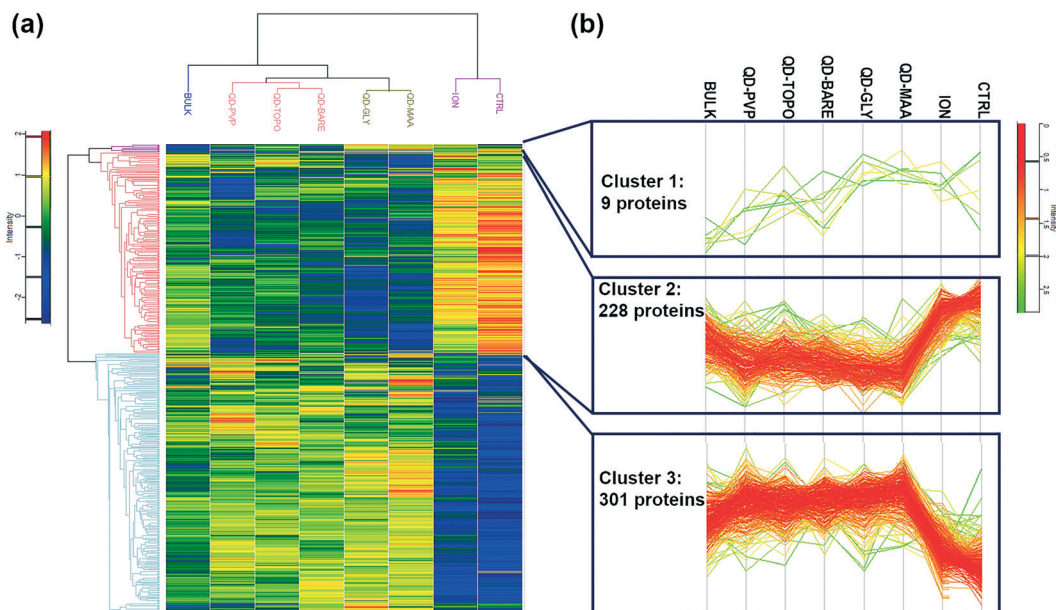 (a)
BULK
QD-PVP
QD-TOPO
QD-BARE
QD-GLY
QD-MAA
ION
CTRL
2
1
0
-1
-2
Intensity
(b)
BULK
QD-PVP
QD-TOPO
QD-BARE
QD-GLY
QD-MAA
ION
CTRL
Cluster 1:
9 proteins
Cluster 2:
228 proteins
Cluster 3:
301 proteins
0
0.5
1
1.5
2
2.5
Intensity